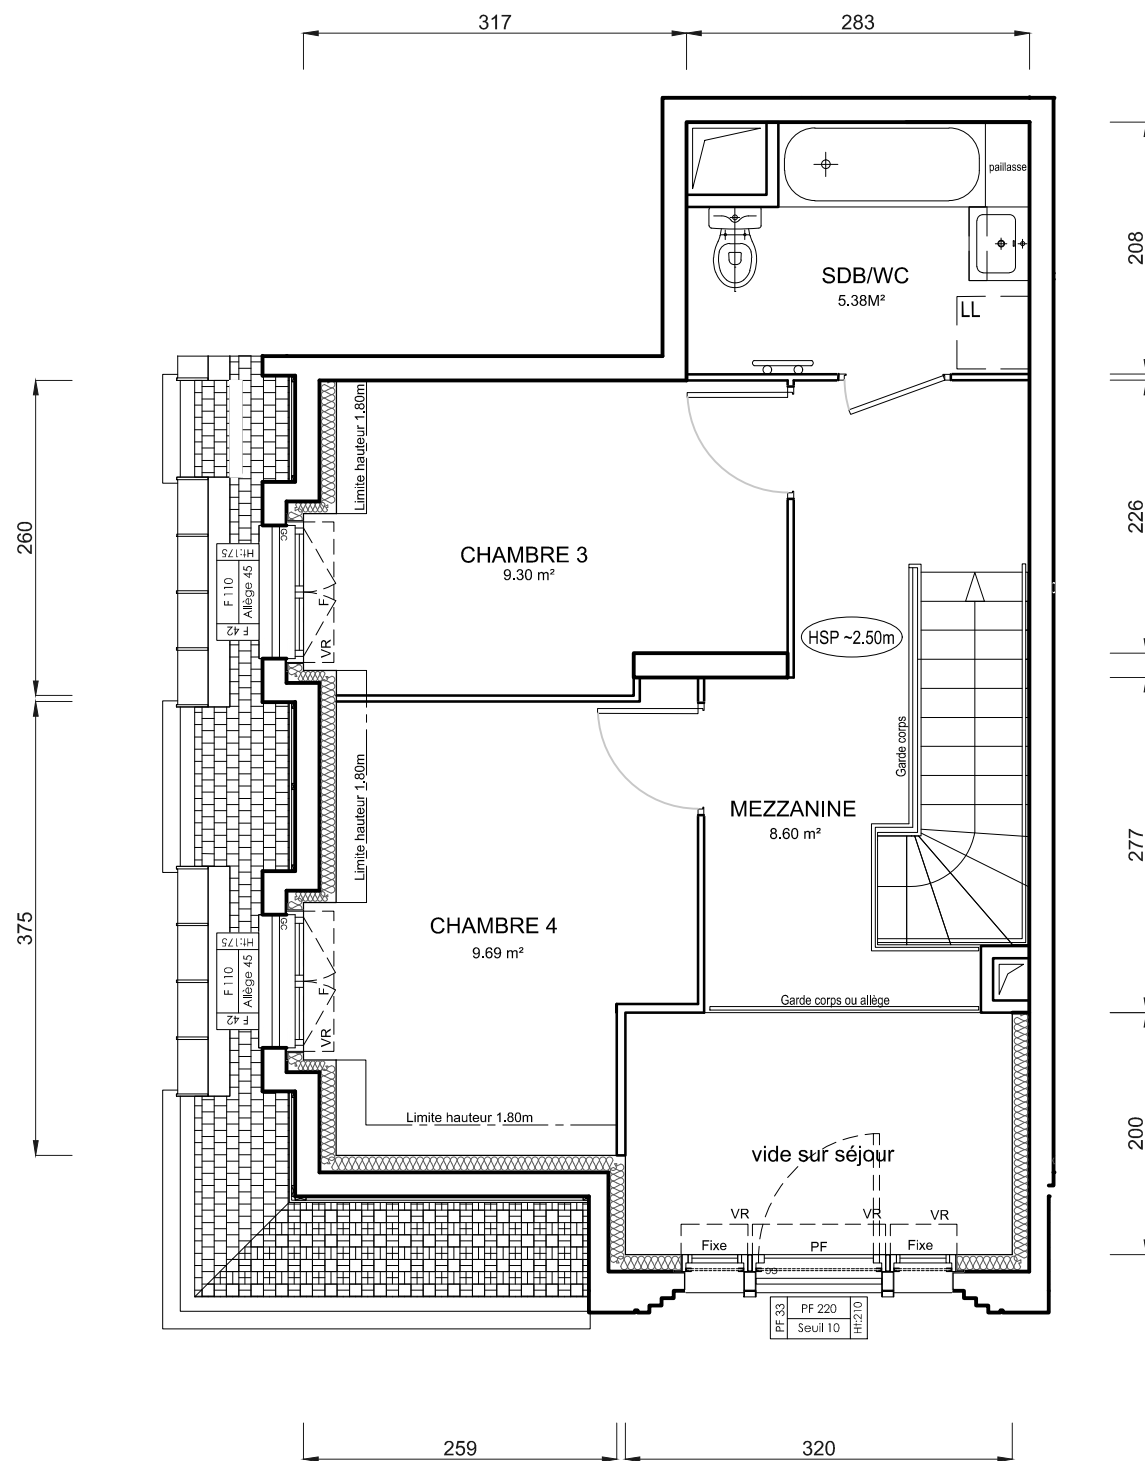 317
283
paillasse
208
SDB/WC
5.38M²
LL
Limite hauteur 1.80m
260
226
CHAMBRE 3
9.30 m²
GC
Ht:175
F 110
Allège 45
F 42
F
VR
HSP ~2.50m
Garde corps
Limite hauteur 1.80m
MEZZANINE
8.60 m²
277
375
CHAMBRE 4
9.69 m²
GC
Ht:175
F 110
Allège 45
F 42
F
VR
Garde corps ou allège
Limite hauteur 1.80m
200
vide sur séjour
VR
VR
VR
Fixe
PF
Fixe
GC
PF 33
PF 220
Seuil 10
Ht:210
259
320